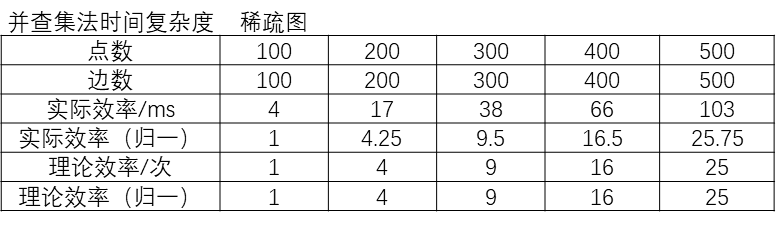 并查集法时间复杂度 稀疏图
点数 100 200 300 400 500
边数 100 200 300 400 500
实际效率/ms 4 17 38 66 103
实际效率（归一） 1 4.25 9.5 16.5 25.75
理论效率/次 1 4 9 16 25
理论效率（归一） 1 4 9 16 25